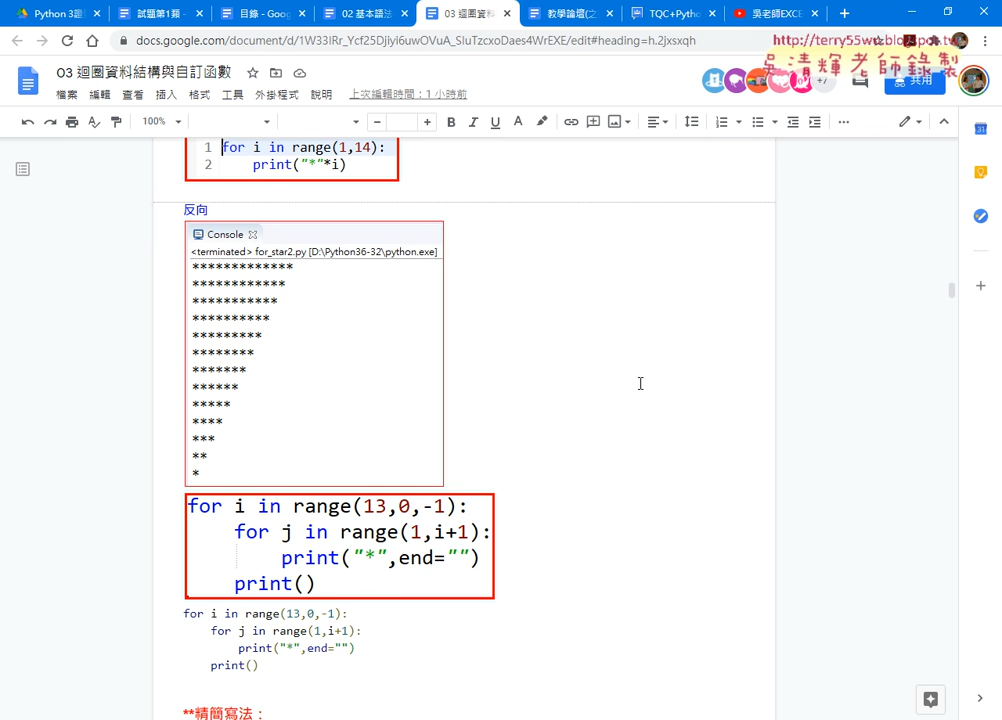 Python 3趣
試題第1類 -
目錄 - Goog
02 基本語法
03 迴圈資料
教學論壇(2
TQC+Pytho
吳老師EXCE
docs.google.com/document/d/1W33IRr_Ycf25Djiyi6uwOVuA_SluTzcxoDaes4WrEXE/edit#heading=h.2jxsxqh
http://terry55wu.blogspot.tw
吳清輝老師錄製
03 迴圈資料結構與自訂函數
檔案 編輯 查看 插入 格式 工具 外掛程式 說明 上次編輯時間：1 小時前
+7
共用
100%
B I U A
1 for i in range(1,14):
2 print("*"*i)
反向
Console
<terminated> for_star2.py [D:\Python36-32\python.exe]
*************
************
***********
**********
*********
********
*******
******
*****
****
***
**
*
for i in range(13,0,-1):
for j in range(1,i+1):
print("*",end="")
print()
for i in range(13,0,-1):
for j in range(1,i+1):
print("*",end="")
print()
**精簡寫法：